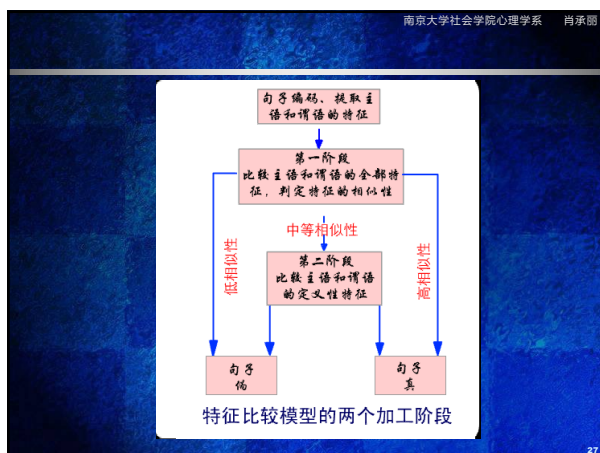 南京大学社会学院心理学系 肖承丽
句子编码、提取主
语和谓语的特征
第一阶段
比较主语和谓语的全部特
征，判定特征的相似性
中等相似性
低相似性
高相似性
第二阶段
比较主语和谓语
的定义性特征
句子
伪
句子
真
特征比较模型的两个加工阶段
27